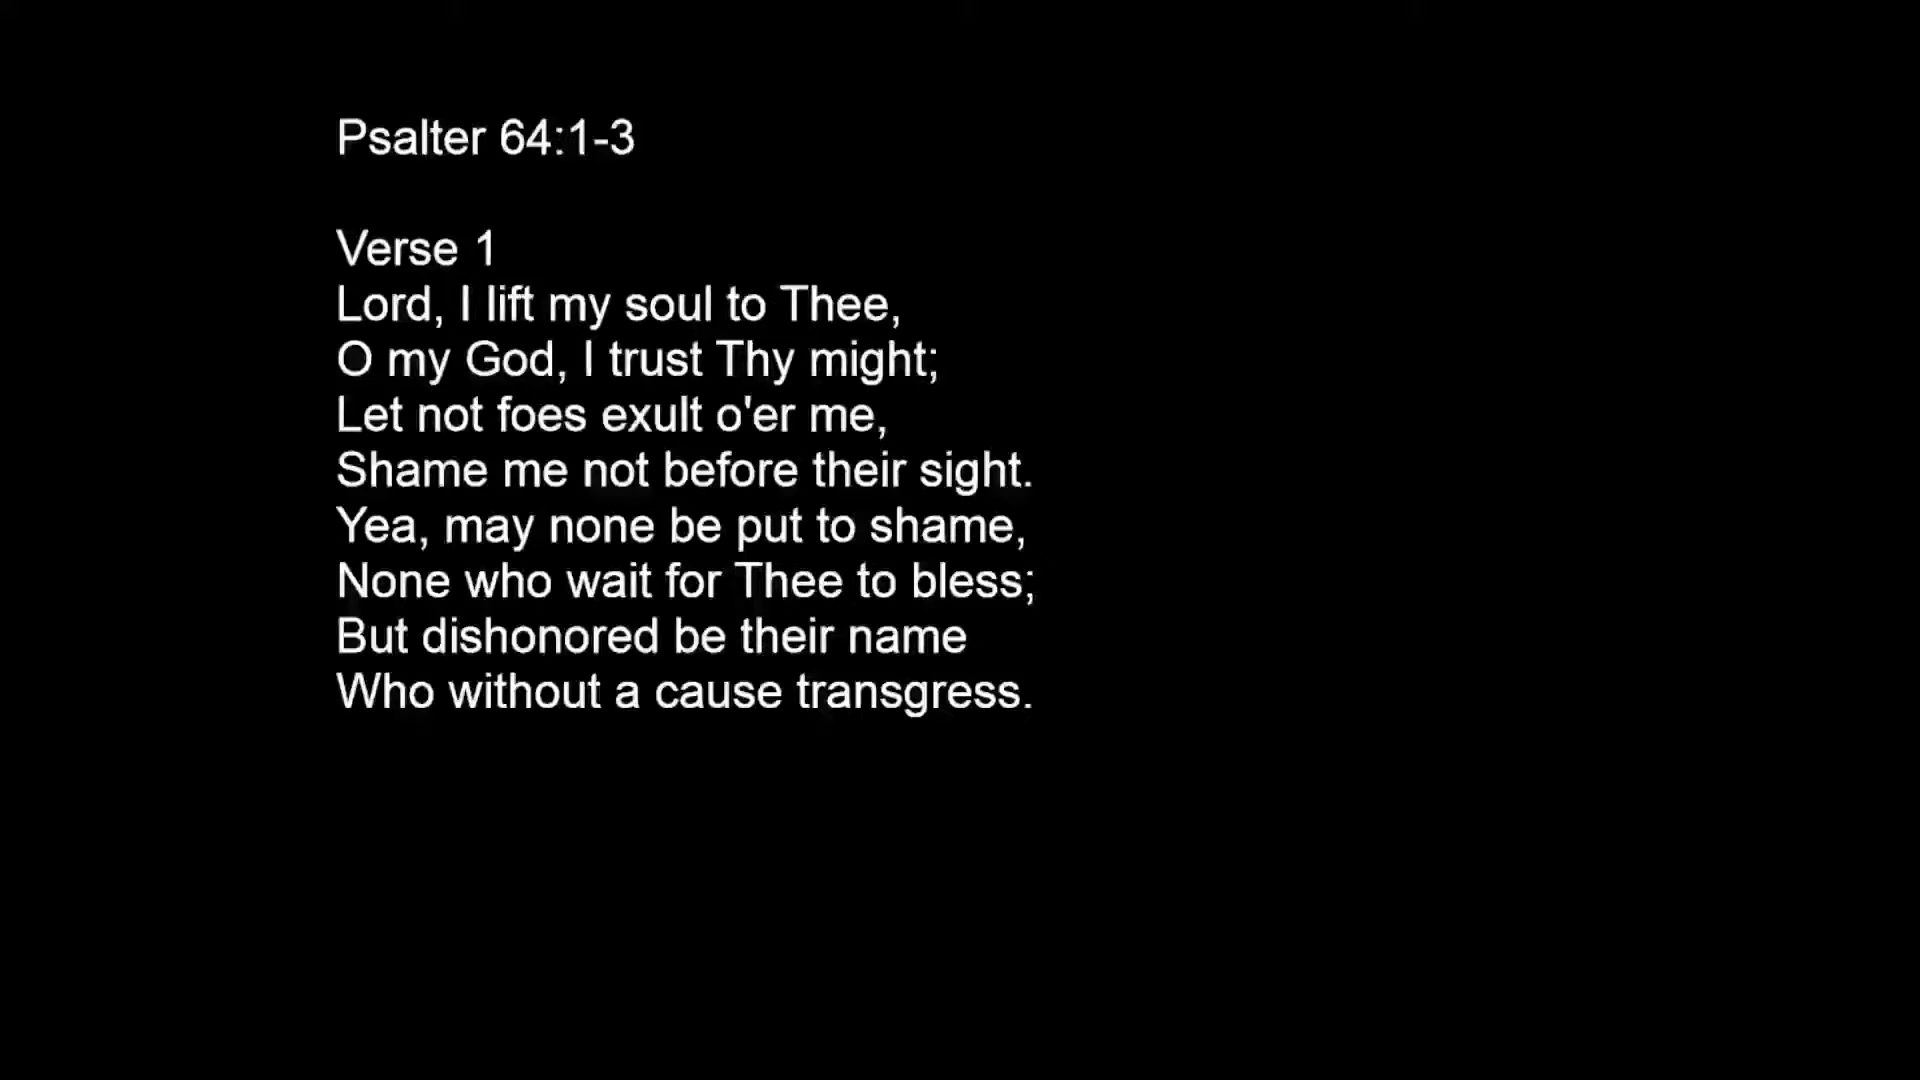 Psalter 64:1-3
Verse 1
Lord, I lift my soul to Thee,
O my God, I trust Thy might;
Let not foes exult o'er me,
Shame me not before their sight.
Yea, may none be put to shame,
None who wait for Thee to bless;
But dishonored be their name
Who without a cause transgress.